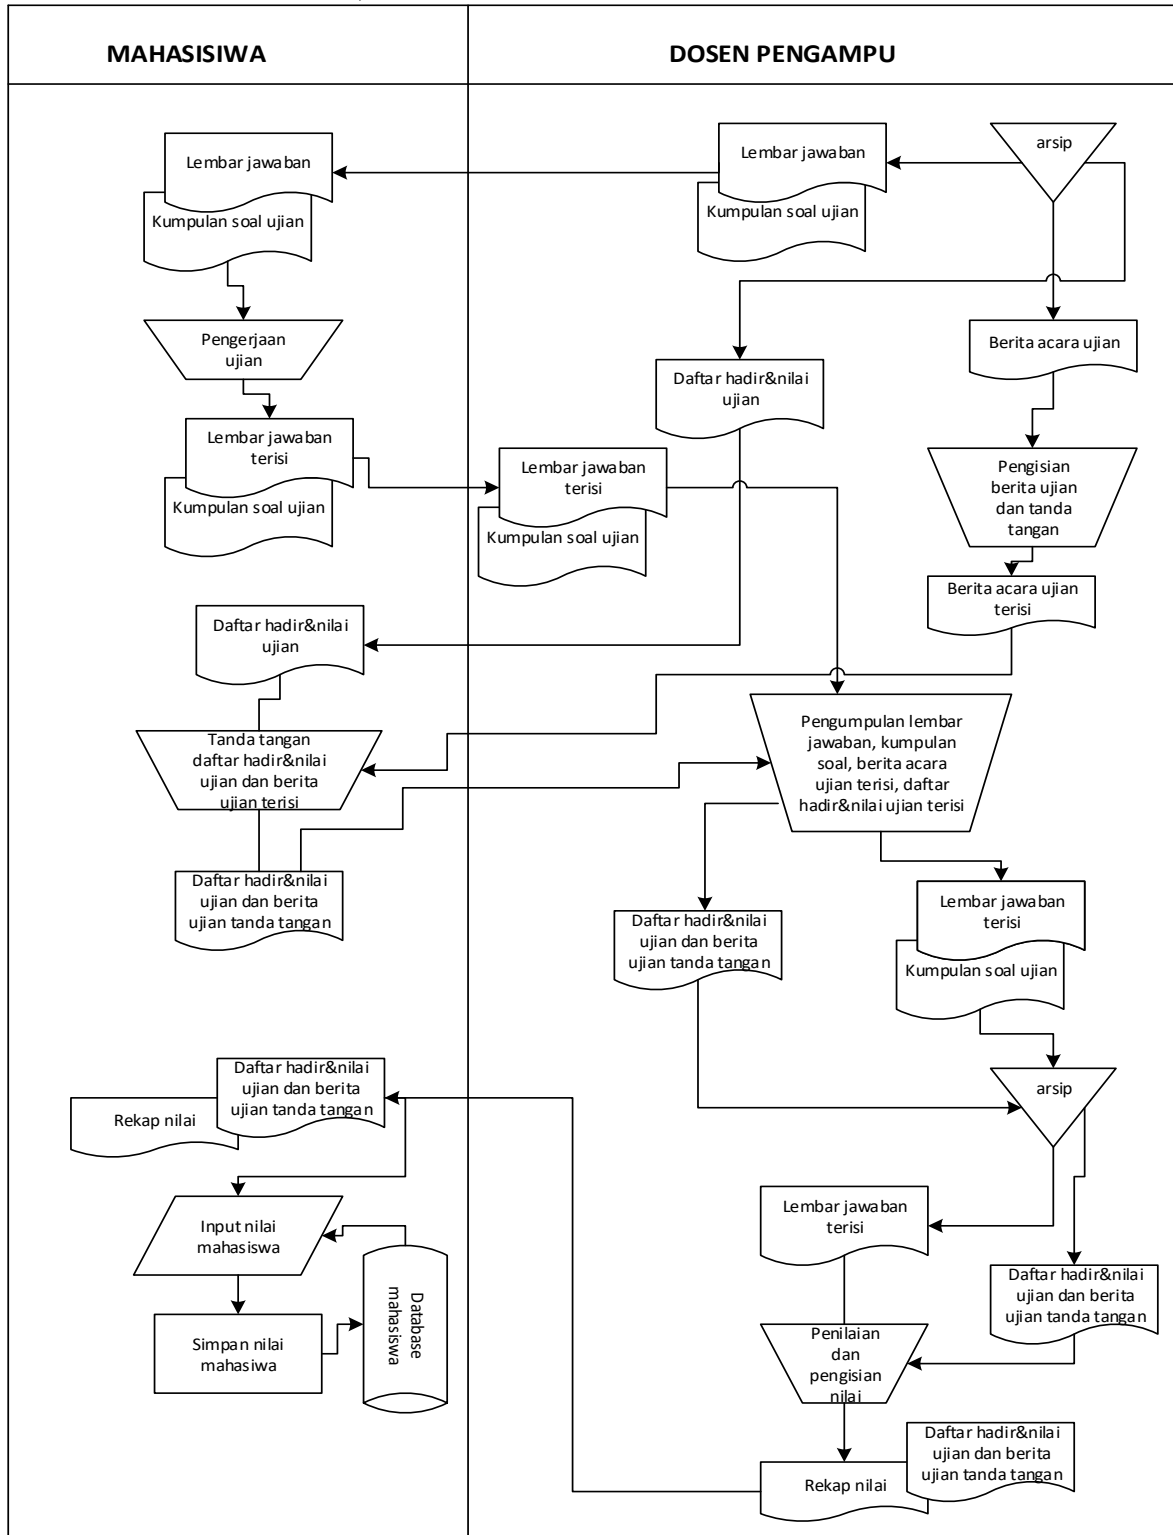 MAHASISIWA
DOSEN PENGAMPU
Lembar jawaban
Kumpulan soal ujian
Lembar jawaban
Kumpulan soal ujian
arsip
Pengerjaan
ujian
Daftar hadir&nilai
ujian
Berita acara ujian
Lembar jawaban
terisi
Kumpulan soal ujian
Lembar jawaban
terisi
Kumpulan soal ujian
Pengisian
berita ujian
dan tanda
tangan
Berita acara ujian
terisi
Daftar hadir&nilai
ujian
Tanda tangan
daftar hadir&nilai
ujian dan berita
ujian terisi
Pengumpulan lembar
jawaban, kumpulan
soal, berita acara
ujian terisi, daftar
hadir&nilai ujian terisi
Daftar hadir&nilai
ujian dan berita
ujian tanda tangan
Daftar hadir&nilai
ujian dan berita
ujian tanda tangan
Lembar jawaban
terisi
Kumpulan soal ujian
Daftar hadir&nilai
ujian dan berita
ujian tanda tangan
Rekap nilai
arsip
Input nilai
mahasiswa
Lembar jawaban
terisi
Daftar hadir&nilai
ujian dan berita
ujian tanda tangan
Simpan nilai
mahasiwa
Database
mahasiswa
Penilaian
dan
pengisian
nilai
Rekap nilai
Daftar hadir&nilai
ujian dan berita
ujian tanda tangan